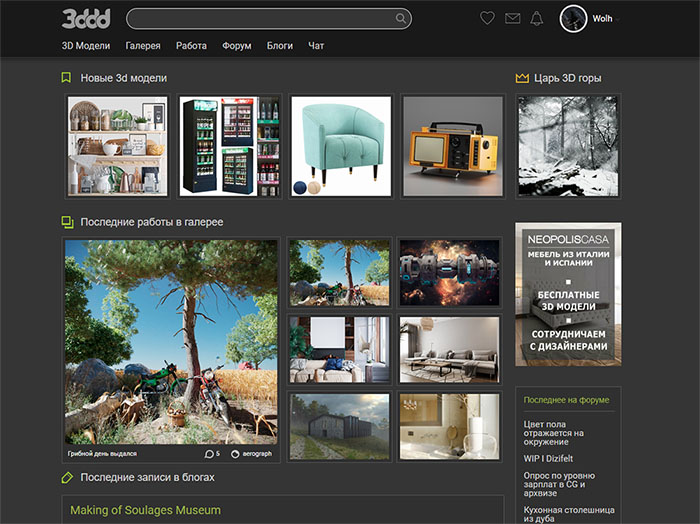 3ddd
Wolh
3D Модели
Галерея
Работа
Форум
Блоги
Чат
Новые 3d модели
Царь 3D горы
Последние работы в галерее
Грибной день выдался
5
aerograph
NEOPOLISCASA
МЕБЕЛЬ ИЗ ИТАЛИИ
И ИСПАНИИ
БЕСПЛАТНЫЕ
3D МОДЕЛИ
СОТРУДНИЧАЕМ
С ДИЗАЙНЕРАМИ
Последнее на форуме
Цвет пола
отражается на
окружение
WIP I Dizifelt
Опрос по уровню
зарплат в CG и
архвизе
Кухонная столешница
из дуба
Последние записи в блогах
Making of Soulages Museum